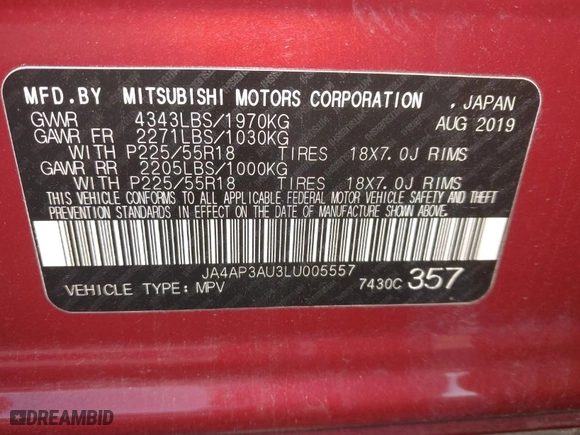 MFD.BY MITSUBISHI MOTORS CORPORATION , JAPAN
GVWR 4343LBS/1970KG AUG 2019
GAWR FR 2271LBS/1030KG
WITH P225/55R18 TIRES 18X7.0J RIMS
GAWR RR 2205LBS/1000KG
WITH P225/55R18 TIRES 18X7.0J RIMS
THIS VEHICLE CONFORMS TO ALL APPLICABLE FEDERAL MOTOR VEHICLE SAFETY AND THEFT
PREVENTION STANDARDS IN EFFECT ON THE DATE OF MANUFACTURE SHOWN ABOVE.
JA4AP3AU3LU005557
VEHICLE TYPE: MPV 7430C 357
DREAMBID